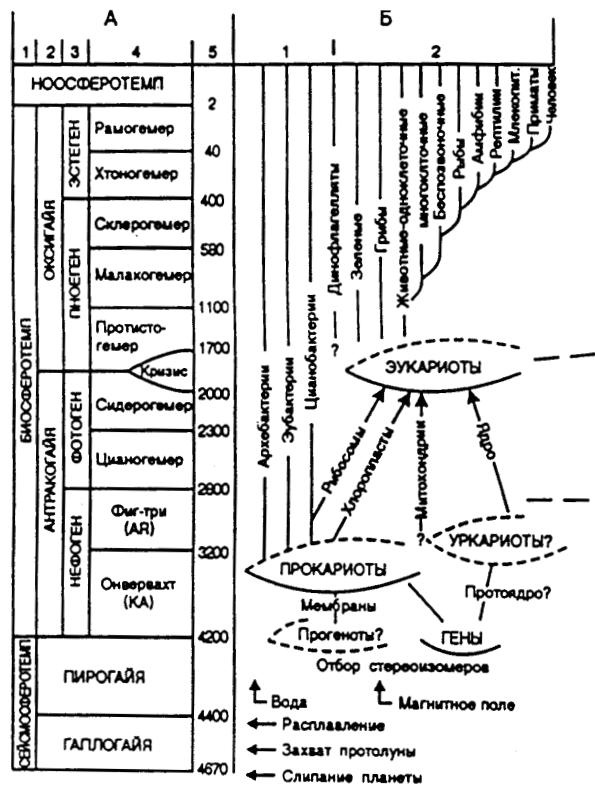 А
Б
1 2 3 4 5 1 2
НООСФЕРОТЕМП
2
Рамогемер
40
Хтоногемер
400
Склерогемер
580
Малакогемер
1100
Протисто-
гемер
1700
Кризис
2000
Сидерогемер
2300
Цианогемер
2800
Фиг-три
(AR)
3200
Онвервахт
(КА)
4200
ПИРОГАЙЯ
4400
ГАПЛОГАЙЯ
4670
БИОСФЕРОТЕМП
СЕЙСМОСФЕРОТЕМП
ОКСИГАЙЯ
АНТРАКОГАЙЯ
ЭСТЕГЕН
ПНОЕГЕН
ФОТОГЕН
НЕФОГЕН
Архебактерии
Эубактерии
Цианобактерии
Динофлагелляты
?
Зеленые
Грибы
Животные-одноклеточные
многоклеточные
Беспозвоночные
Рыбы
Амфибии
Рептилии
Млекопит.
Приматы
Человек
ЭУКАРИОТЫ
Рибосомы
Хлоропласты
Митохондрии
?
Ядро
УРКАРИОТЫ?
ПРОКАРИОТЫ
Протоядро?
Мембраны
Прогеноты?
ГЕНЫ
Отбор стереоизомеров
Вода
Магнитное поле
Расплавление
Захват протолуны
Слипание планеты